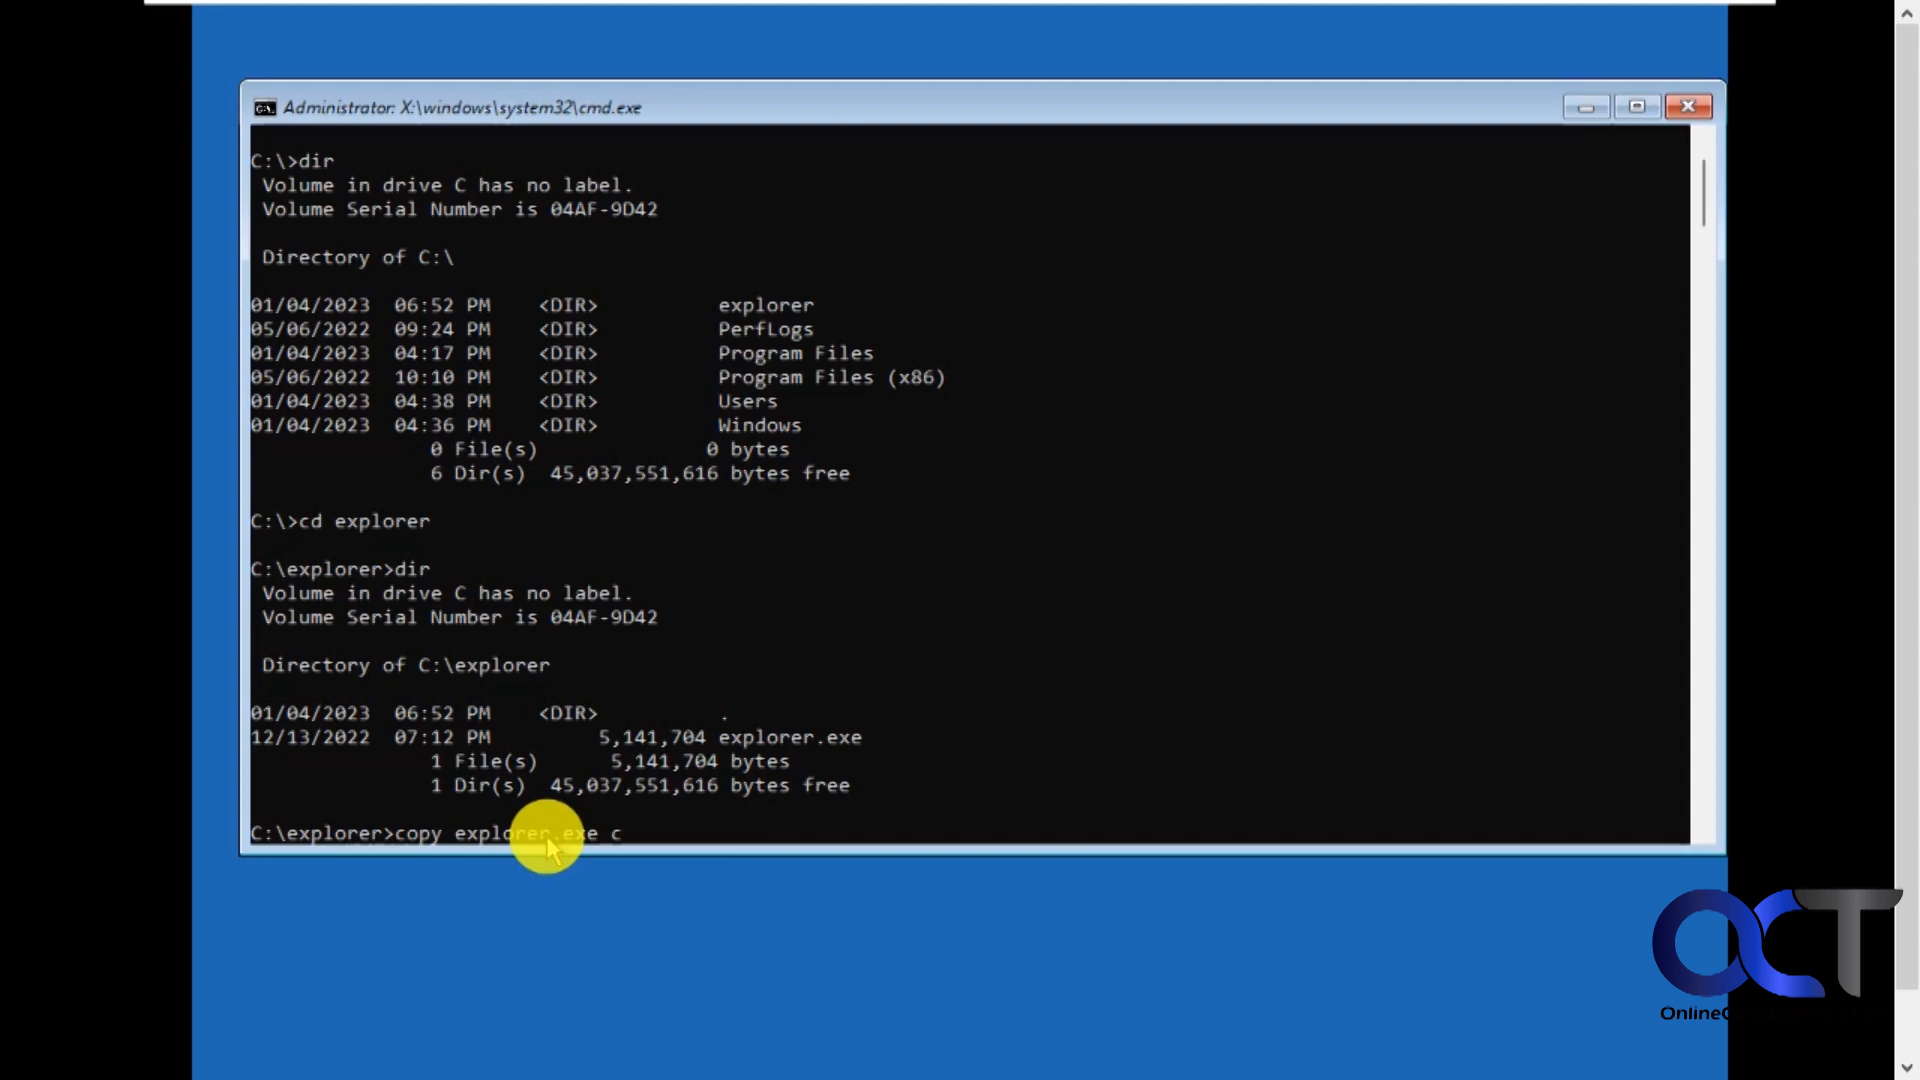 Administrator: X:\windows\system32\cmd.exe
C:\>dir
Volume in drive C has no label.
Volume Serial Number is 04AF-9D42
Directory of C:\
01/04/2023 06:52 PM <DIR> explorer
05/06/2022 09:24 PM <DIR> PerfLogs
01/04/2023 04:17 PM <DIR> Program Files
05/06/2022 10:10 PM <DIR> Program Files (x86)
01/04/2023 04:38 PM <DIR> Users
01/04/2023 04:36 PM <DIR> Windows
0 File(s) 0 bytes
6 Dir(s) 45,037,551,616 bytes free
C:\>cd explorer
C:\explorer>dir
Volume in drive C has no label.
Volume Serial Number is 04AF-9D42
Directory of C:\explorer
01/04/2023 06:52 PM <DIR> .
12/13/2022 07:12 PM 5,141,704 explorer.exe
1 File(s) 5,141,704 bytes
1 Dir(s) 45,037,551,616 bytes free
C:\explorer>copy explorer.exe c
OCT